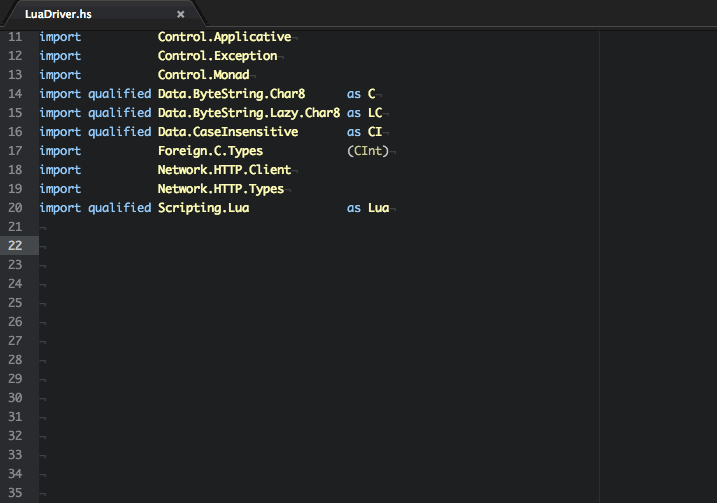 LuaDriver.hs ×
11 import           Control.Applicative¬
12 import           Control.Exception¬
13 import           Control.Monad¬
14 import qualified Data.ByteString.Char8      as C¬
15 import qualified Data.ByteString.Lazy.Char8 as LC¬
16 import qualified Data.CaseInsensitive       as CI¬
17 import           Foreign.C.Types            (CInt)¬
18 import           Network.HTTP.Client¬
19 import           Network.HTTP.Types¬
20 import qualified Scripting.Lua              as Lua¬
21 ¬
22 ¬
23 ¬
24 ¬
25 ¬
26 ¬
27 ¬
28 ¬
29 ¬
30 ¬
31 ¬
32 ¬
33 ¬
34 ¬
35 ¬